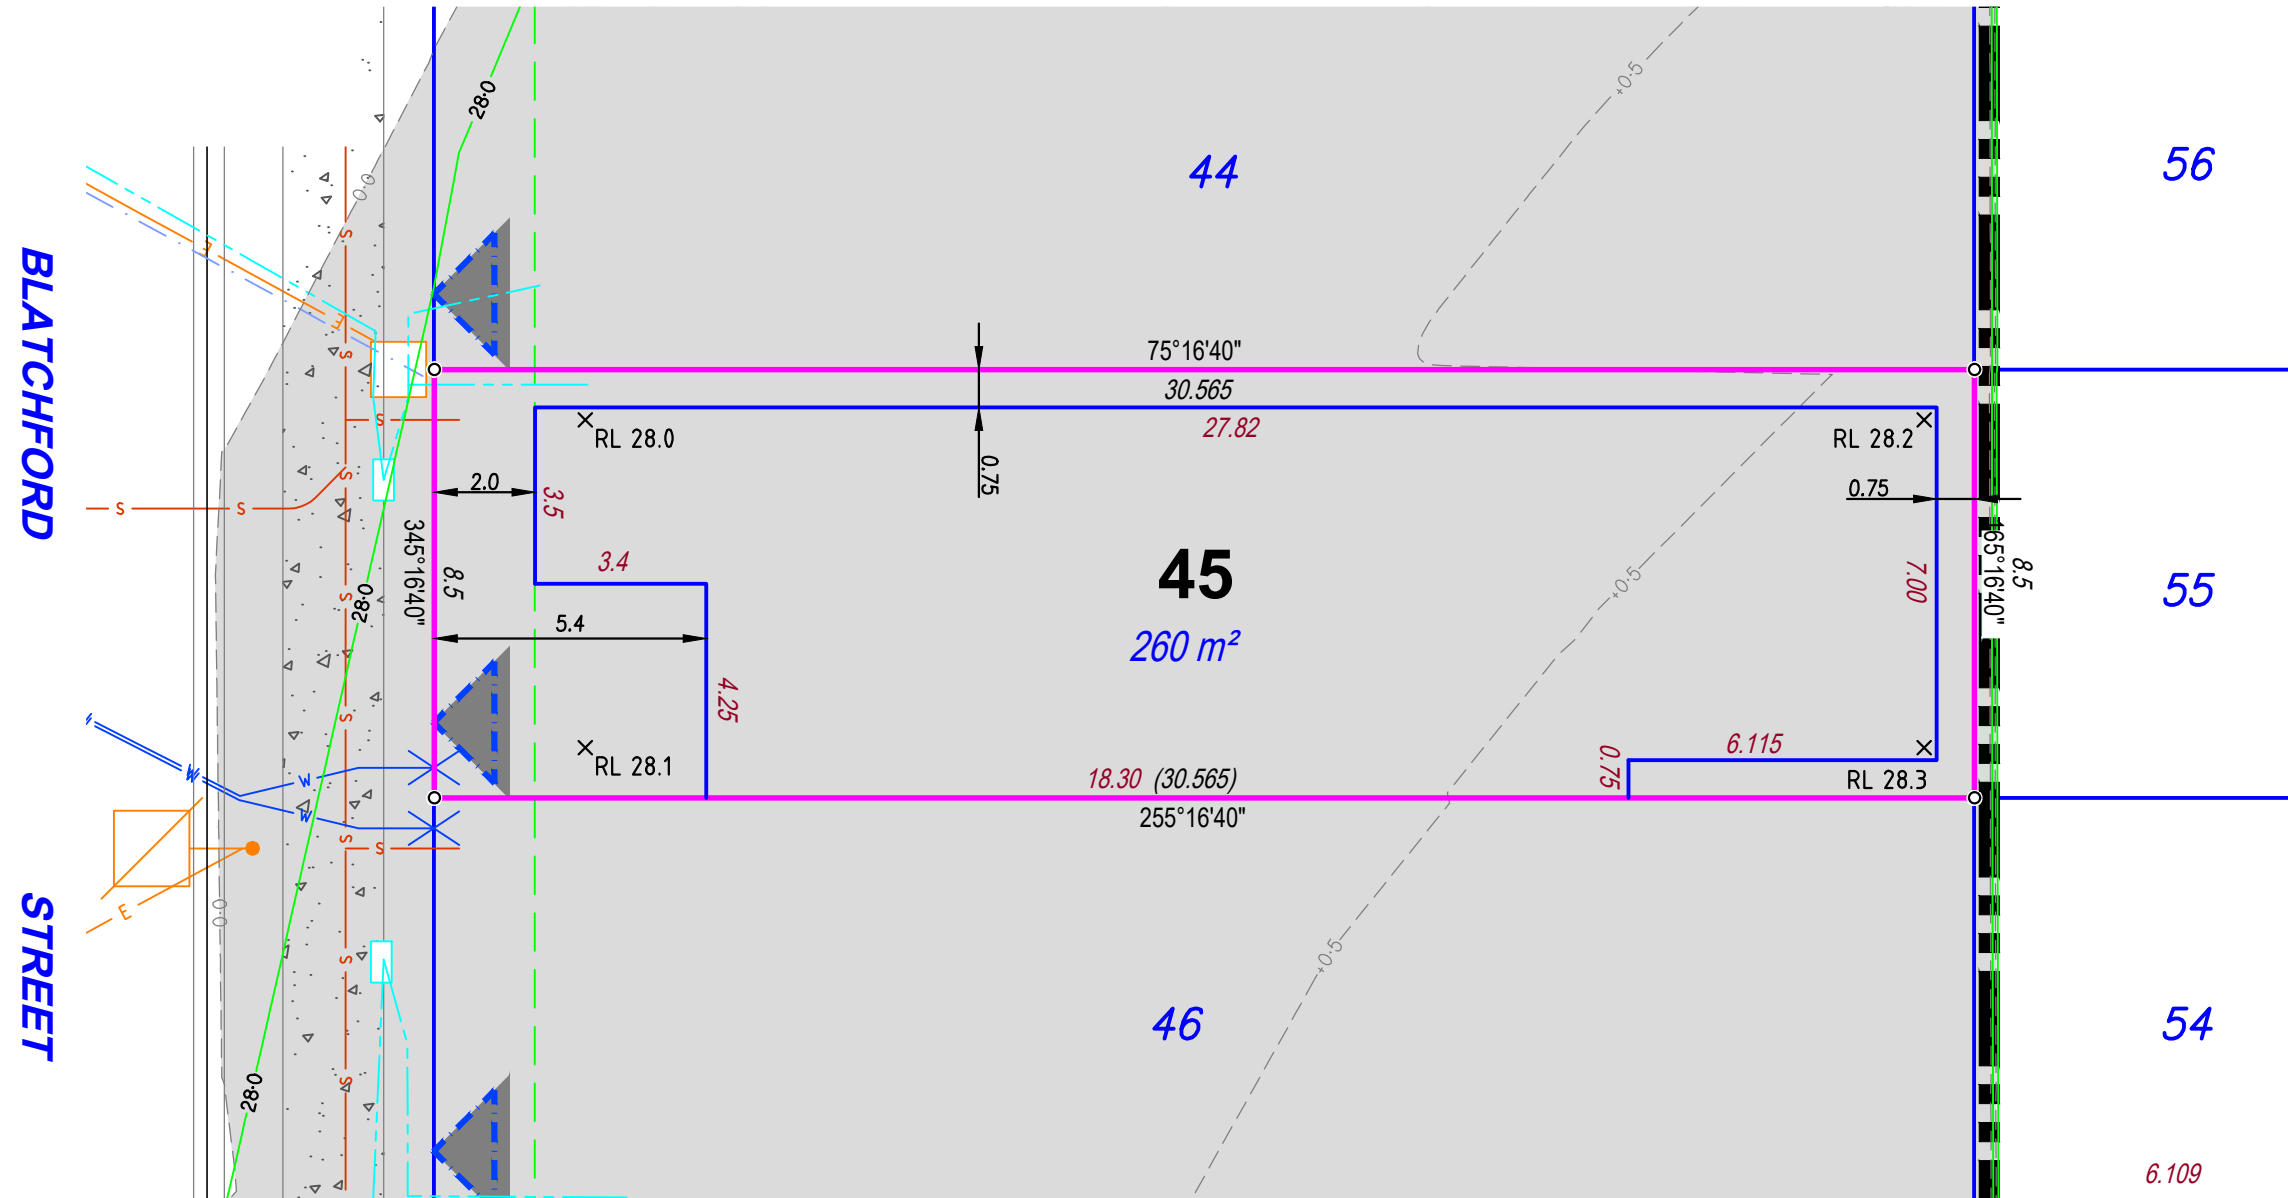 BLATCHFORD
STREET
44
56
28·0
0·0
+0·5
E
E
S
S
75°16'40"
30.565
27.82
0.75
RL 28.0
RL 28.2
2.0
3.5
0.75
S
S
S
S
S
345°16'40"
8.5
3.4
45
260 m²
7.00
165°16'40"
8.5
55
28·0
S
5.4
+0·5
4.25
S
RL 28.1
18.30 (30.565)
255°16'40"
0.75
6.115
RL 28.3
W
W
W
W
S
S
E
0·0
S
46
+0·5
54
28·0
S
6.109